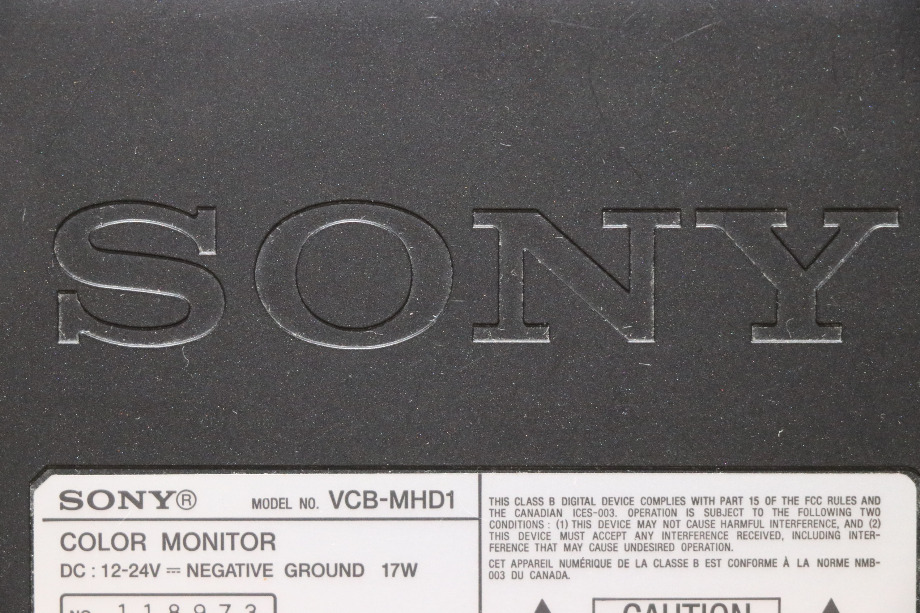 SONY
SONY® MODEL NO. VCB-MHD1
COLOR MONITOR
DC : 12-24V ⎓ NEGATIVE GROUND 17W
NO. 118973
THIS CLASS B DIGITAL DEVICE COMPLIES WITH PART 15 OF THE FCC RULES AND
THE CANADIAN ICES-003. OPERATION IS SUBJECT TO THE FOLLOWING TWO
CONDITIONS : (1) THIS DEVICE MAY NOT CAUSE HARMFUL INTERFERENCE, AND (2)
THIS DEVICE MUST ACCEPT ANY INTERFERENCE RECEIVED, INCLUDING INTER-
FERENCE THAT MAY CAUSE UNDESIRED OPERATION.
CET APPAREIL NUMÉRIQUE DE LA CLASSE B EST CONFORME À LA NORME NMB-
003 DU CANADA.
CAUTION